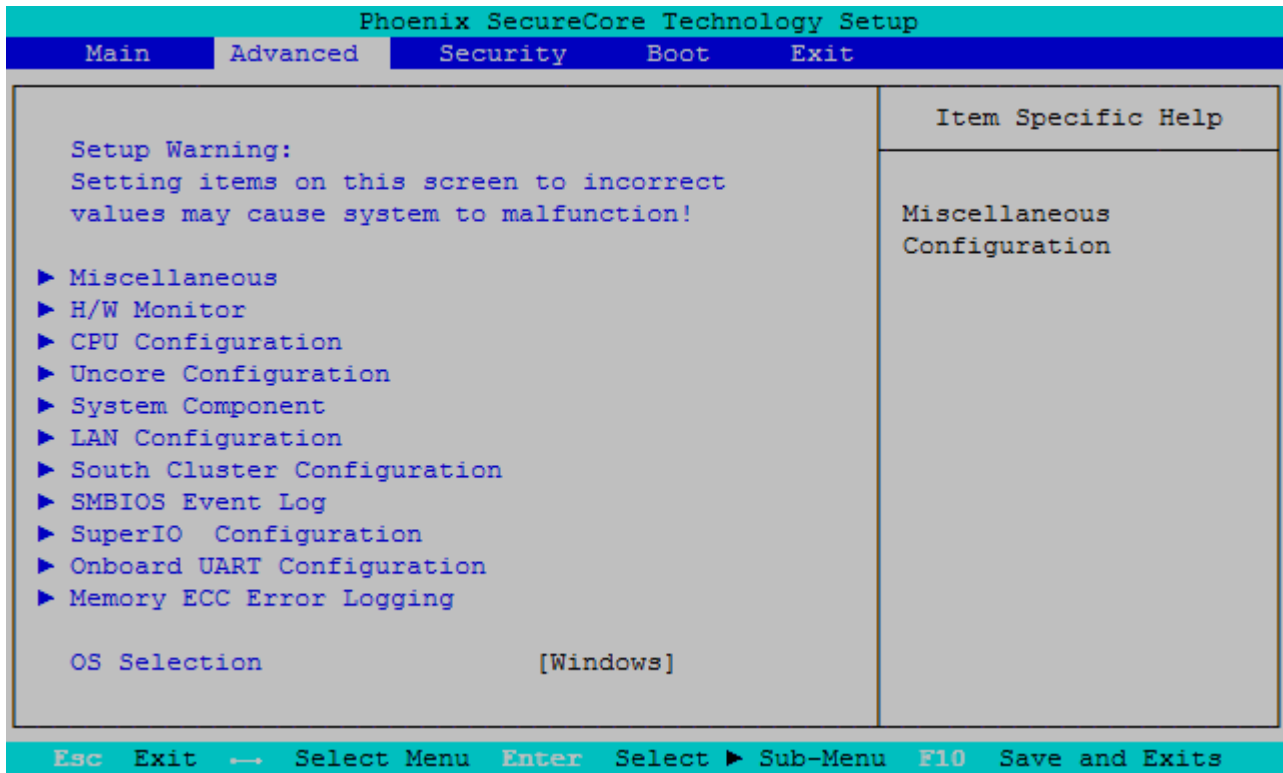 Phoenix SecureCore Technology Setup
Main Advanced Security Boot Exit
Setup Warning:
Setting items on this screen to incorrect
values may cause system to malfunction!
▶ Miscellaneous
▶ H/W Monitor
▶ CPU Configuration
▶ Uncore Configuration
▶ System Component
▶ LAN Configuration
▶ South Cluster Configuration
▶ SMBIOS Event Log
▶ SuperIO  Configuration
▶ Onboard UART Configuration
▶ Memory ECC Error Logging
OS Selection [Windows]
Item Specific Help
Miscellaneous
Configuration
Esc Exit ↔ Select Menu Enter Select ▶ Sub-Menu F10 Save and Exits